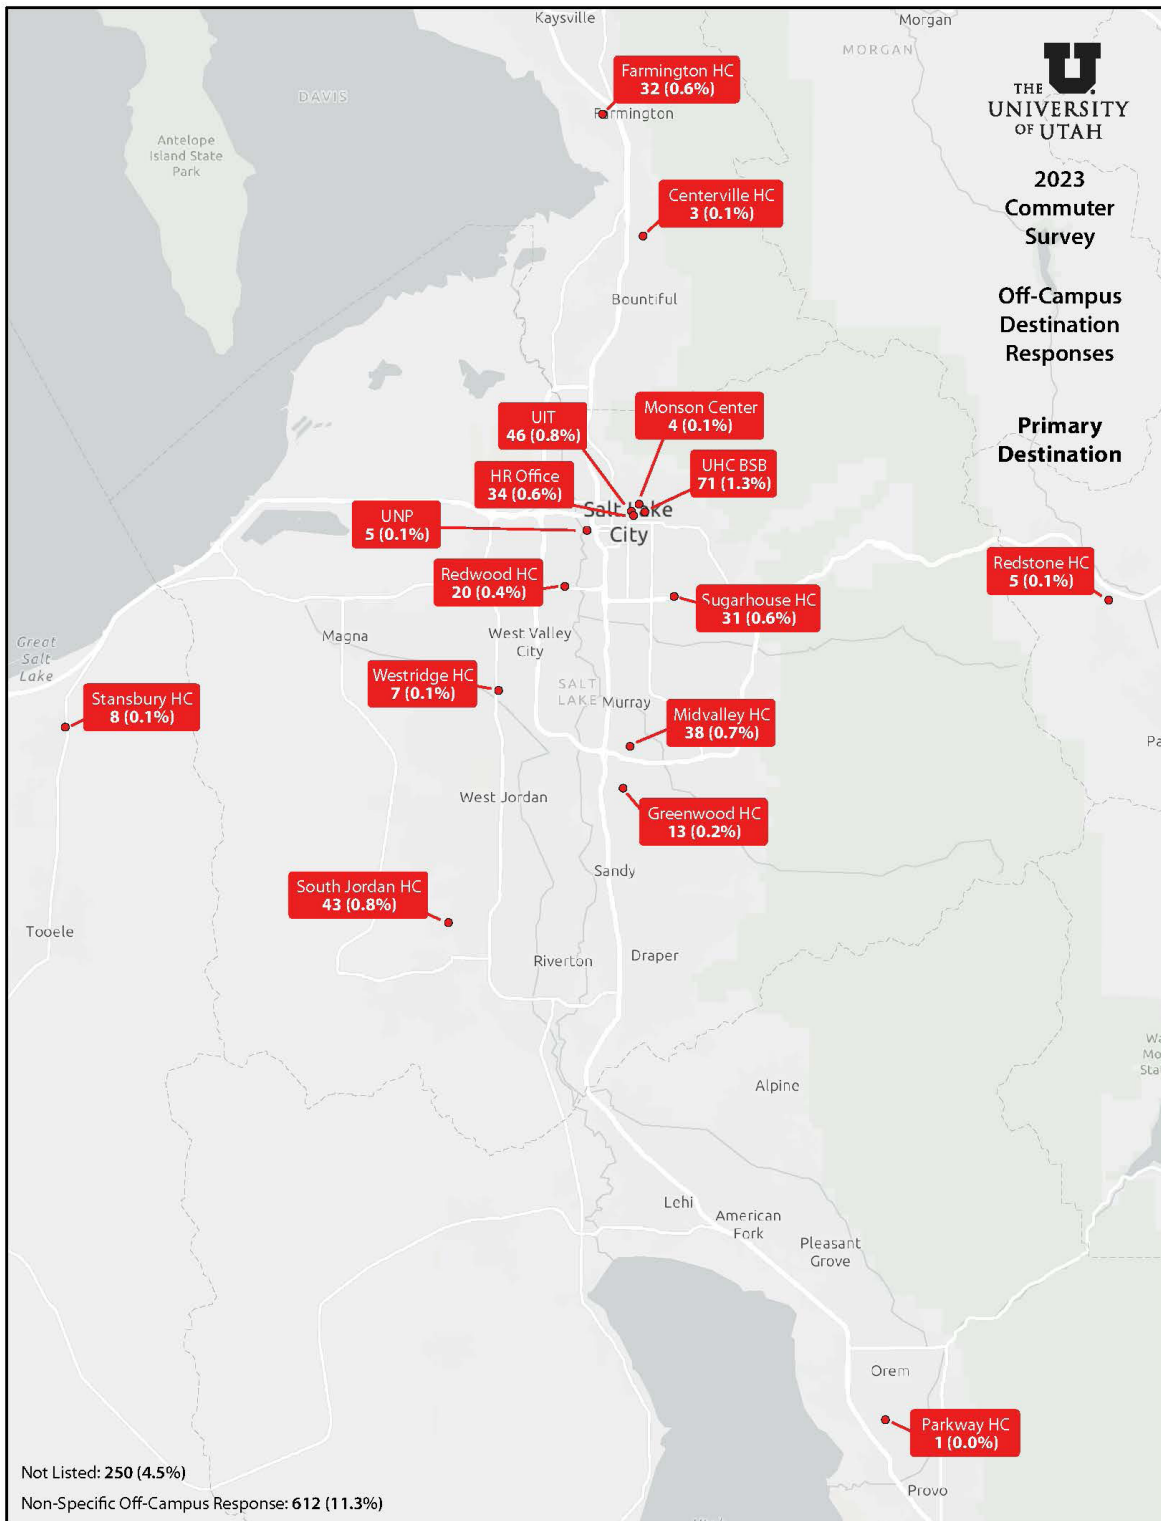 Kaysville
Morgan
MORGAN
Farmington HC
32 (0.6%)
THE
UNIVERSITY
OF UTAH
DAVIS
Farmington
Antelope
Island State
Park
2023
Commuter
Survey
Centerville HC
3 (0.1%)
Off-Campus
Destination
Responses
Bountiful
Primary
Destination
UIT
46 (0.8%)
Monson Center
4 (0.1%)
HR Office
34 (0.6%)
UHC BSB
71 (1.3%)
Salt Lake
City
UNP
5 (0.1%)
Redwood HC
20 (0.4%)
Redstone HC
5 (0.1%)
Sugarhouse HC
31 (0.6%)
Magna
West Valley
City
Great
Salt
Lake
Westridge HC
7 (0.1%)
SALT
LAKE
Murray
Stansbury HC
8 (0.1%)
Midvalley HC
38 (0.7%)
Pa
West Jordan
Greenwood HC
13 (0.2%)
Sandy
South Jordan HC
43 (0.8%)
Tooele
Riverton
Draper
Wa
Mo
Sta
Alpine
Lehi
American
Fork
Pleasant
Grove
Orem
Parkway HC
1 (0.0%)
Not Listed: 250 (4.5%)
Non-Specific Off-Campus Response: 612 (11.3%)
Provo